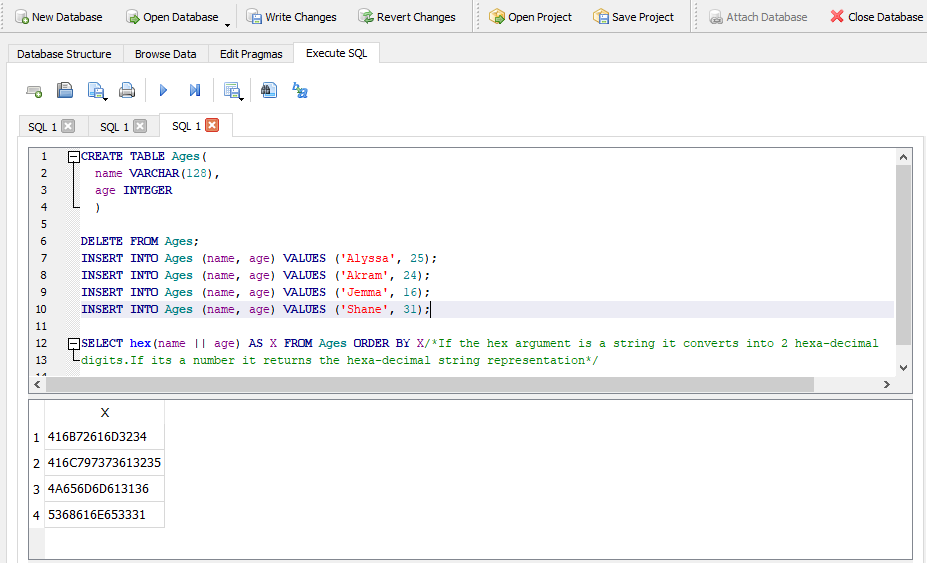 New Database Open Database Write Changes Revert Changes Open Project Save Project Attach Database Close Database
Database Structure Browse Data Edit Pragmas Execute SQL
SQL 1 SQL 1 SQL 1
1 CREATE TABLE Ages(
2 name VARCHAR(128),
3 age INTEGER
4 )
5
6 DELETE FROM Ages;
7 INSERT INTO Ages (name, age) VALUES ('Alyssa', 25);
8 INSERT INTO Ages (name, age) VALUES ('Akram', 24);
9 INSERT INTO Ages (name, age) VALUES ('Jemma', 16);
10 INSERT INTO Ages (name, age) VALUES ('Shane', 31);
11
12 SELECT hex(name || age) AS X FROM Ages ORDER BY X/*If the hex argument is a string it converts into 2 hexa-decimal
13 digits.If its a number it returns the hexa-decimal string representation*/
14
X
1 416B72616D3234
2 416C797373613235
3 4A656D6D613136
4 5368616E653331